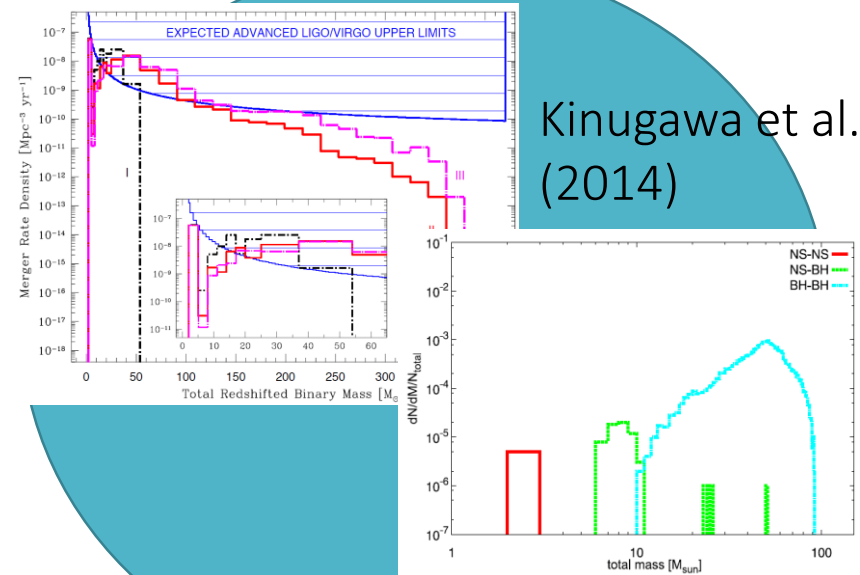 EXPECTED ADVANCED LIGO/VIRGO UPPER LIMITS
Merger Rate Density [Mpc⁻³ yr⁻¹]
10⁻⁷
10⁻⁸
10⁻⁹
10⁻¹⁰
10⁻¹¹
10⁻¹²
10⁻¹³
10⁻¹⁴
10⁻¹⁵
10⁻¹⁶
10⁻¹⁷
10⁻¹⁸
I
III
10⁻⁷
10⁻⁸
10⁻⁹
10⁻¹⁰
10⁻¹¹
0 10 20 30 40 50 60
0 50 100 150 200 250 300
Total Redshifted Binary Mass [M
Kinugawa et al.
(2014)
NS-NS
NS-BH
BH-BH
dN/dM/Ntotal
10⁻¹
10⁻²
10⁻³
10⁻⁴
10⁻⁵
10⁻⁶
10⁻⁷
1 10 100
total mass [Msun]